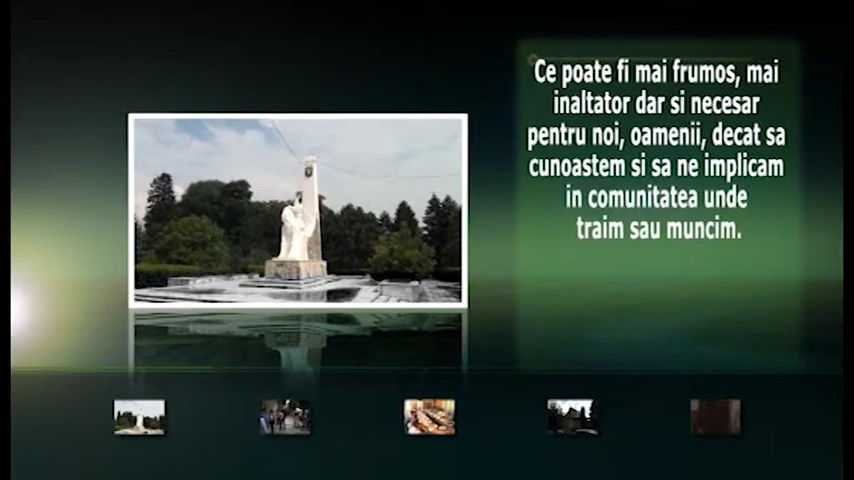 Ce poate fi mai frumos, mai
inaltator dar si necesar
pentru noi, oamenii, decat sa
cunoastem si sa ne implicam
in comunitatea unde
traim sau muncim.